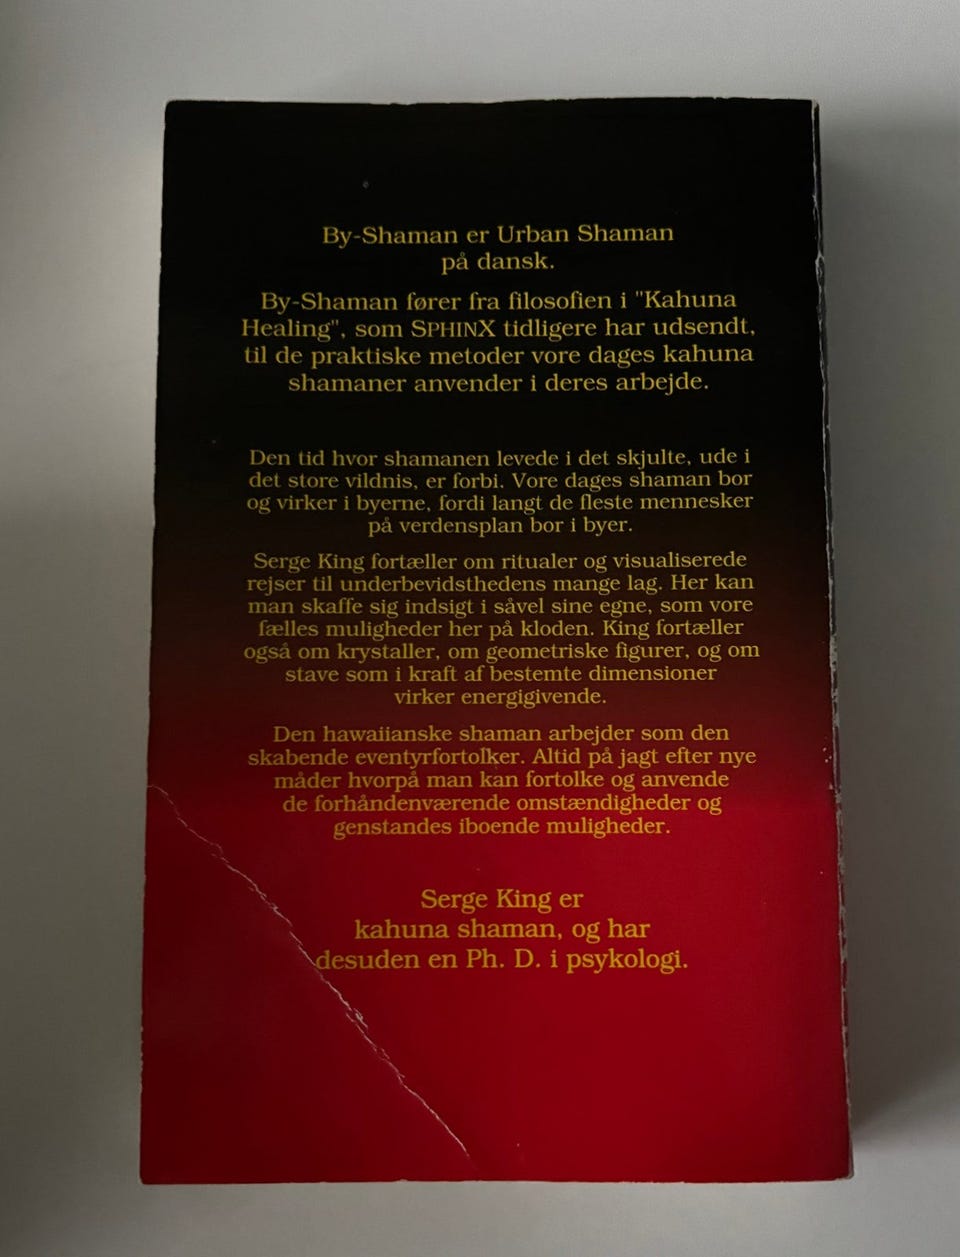 By-Shaman er Urban Shaman
på dansk.
By-Shaman fører fra filosofien i "Kahuna
Healing", som SPHINX tidligere har udsendt,
til de praktiske metoder vore dages kahuna
shamaner anvender i deres arbejde.
Den tid hvor shamanen levede i det skjulte, ude i
det store vildnis, er forbi. Vore dages shaman bor
og virker i byerne, fordi langt de fleste mennesker
på verdensplan bor i byer.
Serge King fortæller om ritualer og visualiserede
rejser til underbevidsthedens mange lag. Her kan
man skaffe sig indsigt i såvel sine egne, som vore
fælles muligheder her på kloden. King fortæller
også om krystaller, om geometriske figurer, og om
stave som i kraft af bestemte dimensioner
virker energigivende.
Den hawaiianske shaman arbejder som den
skabende eventyrfortolker. Altid på jagt efter nye
måder hvorpå man kan fortolke og anvende
de forhåndenværende omstændigheder og
genstandes iboende muligheder.
Serge King er
kahuna shaman, og har
desuden en Ph. D. i psykologi.